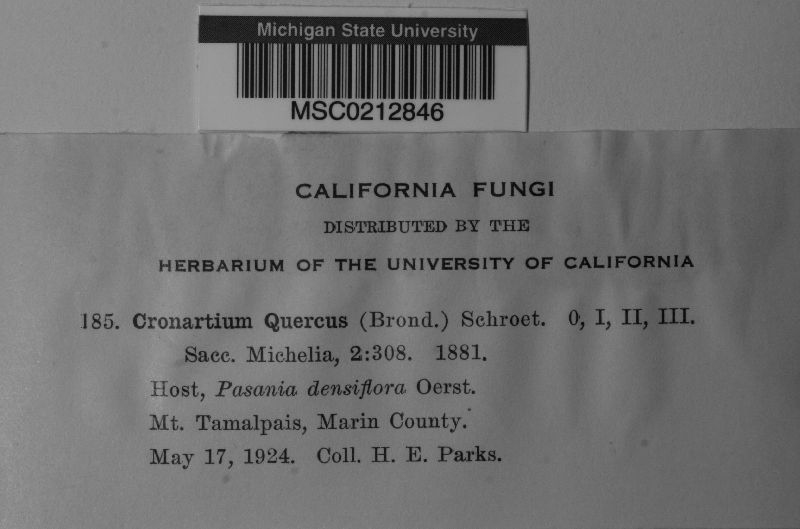 Michigan State University
MSC0212846
CALIFORNIA FUNGI
DISTRIBUTED BY THE
HERBARIUM OF THE UNIVERSITY OF CALIFORNIA
185. Cronartium Quercus (Brond.) Schroet. 0, I, II, III.
Sacc. Michelia, 2:308. 1881.
Host, Pasania densiflora Oerst.
Mt. Tamalpais, Marin County.
May 17, 1924. Coll. H. E. Parks.